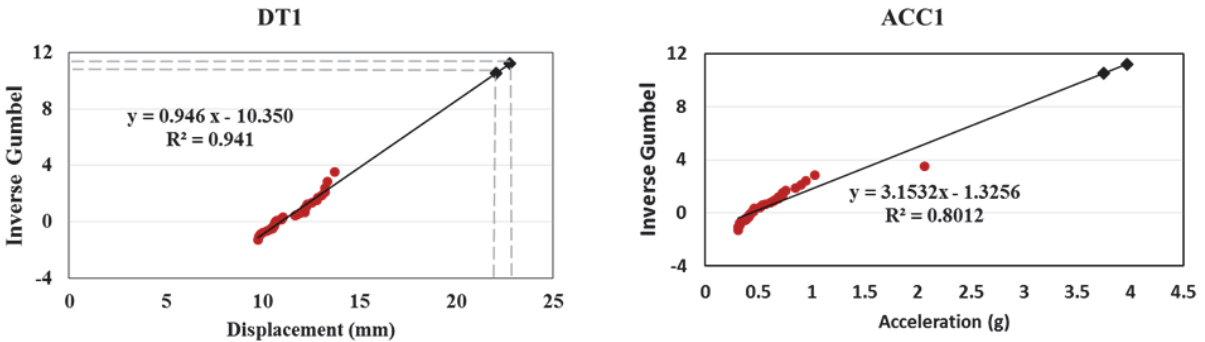 DT1
Inverse Gumbel
12
8
4
0
-4
y = 0.946 x - 10.350
R² = 0.941
0 5 10 15 20 25
Displacement (mm)
ACC1
Inverse Gumbel
12
8
4
0
-4
y = 3.1532x - 1.3256
R² = 0.8012
0 0.5 1 1.5 2 2.5 3 3.5 4 4.5
Acceleration (g)